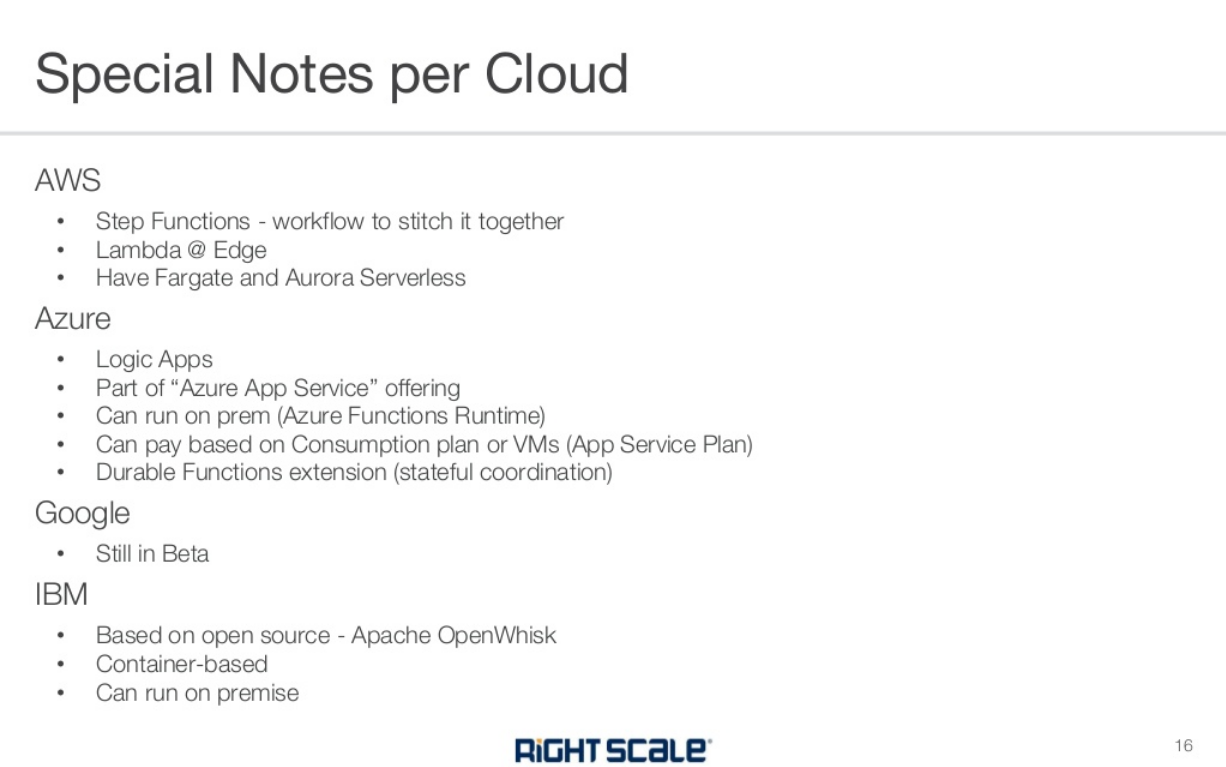 Special Notes per Cloud
AWS
• Step Functions - workflow to stitch it together
• Lambda @ Edge
• Have Fargate and Aurora Serverless
Azure
• Logic Apps
• Part of “Azure App Service” offering
• Can run on prem (Azure Functions Runtime)
• Can pay based on Consumption plan or VMs (App Service Plan)
• Durable Functions extension (stateful coordination)
Google
• Still in Beta
IBM
• Based on open source - Apache OpenWhisk
• Container-based
• Can run on premise
RiGHT SCaLe
16